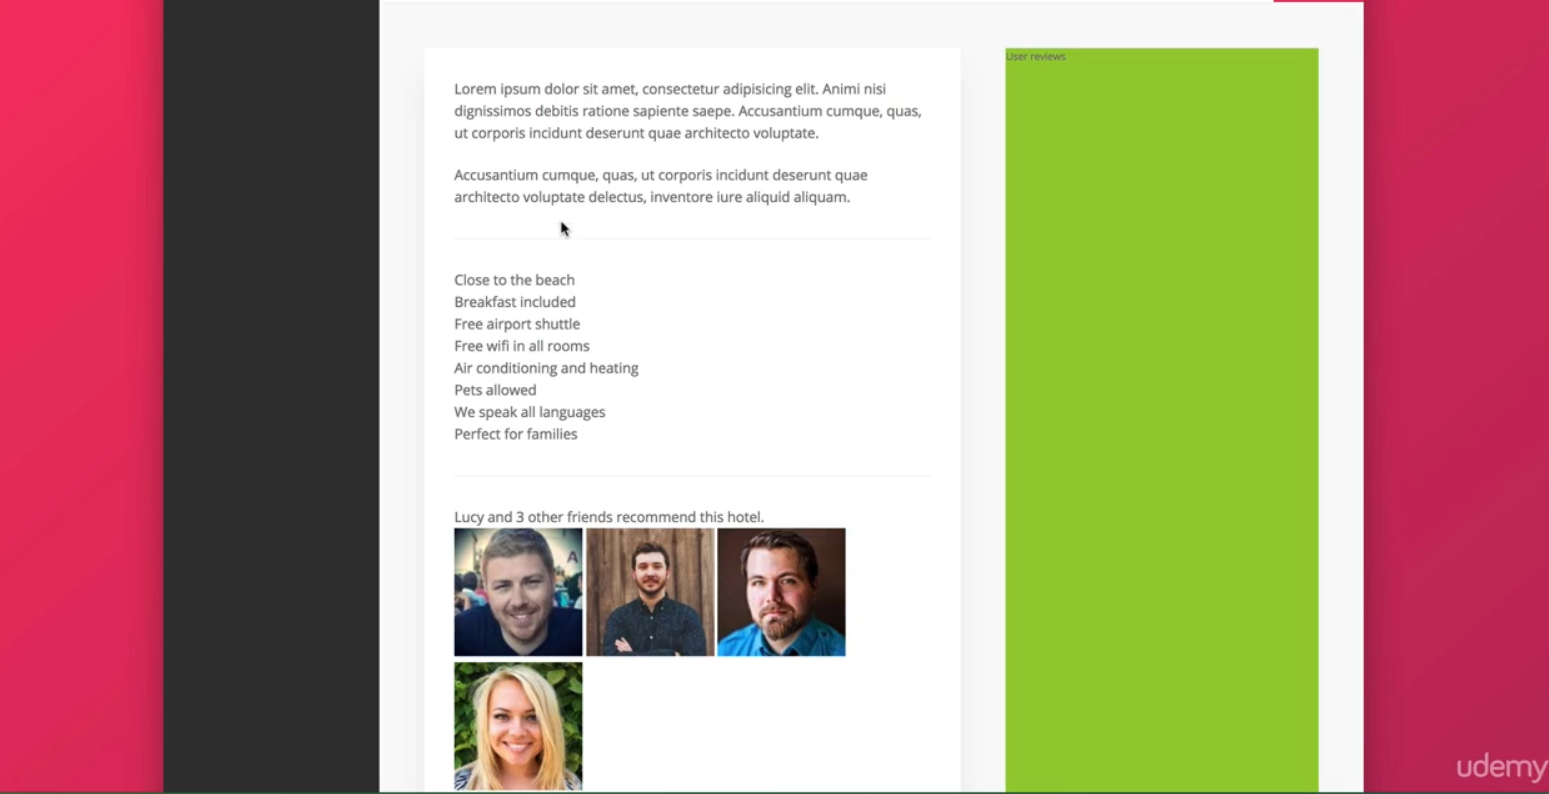 Lorem ipsum dolor sit amet, consectetur adipisicing elit. Animi nisi
dignissimos debitis ratione sapiente saepe. Accusantium cumque, quas,
ut corporis incidunt deserunt quae architecto voluptate.
Accusantium cumque, quas, ut corporis incidunt deserunt quae
architecto voluptate delectus, inventore iure aliquid aliquam.
Close to the beach
Breakfast included
Free airport shuttle
Free wifi in all rooms
Air conditioning and heating
Pets allowed
We speak all languages
Perfect for families
Lucy and 3 other friends recommend this hotel.
A
User reviews
udemy